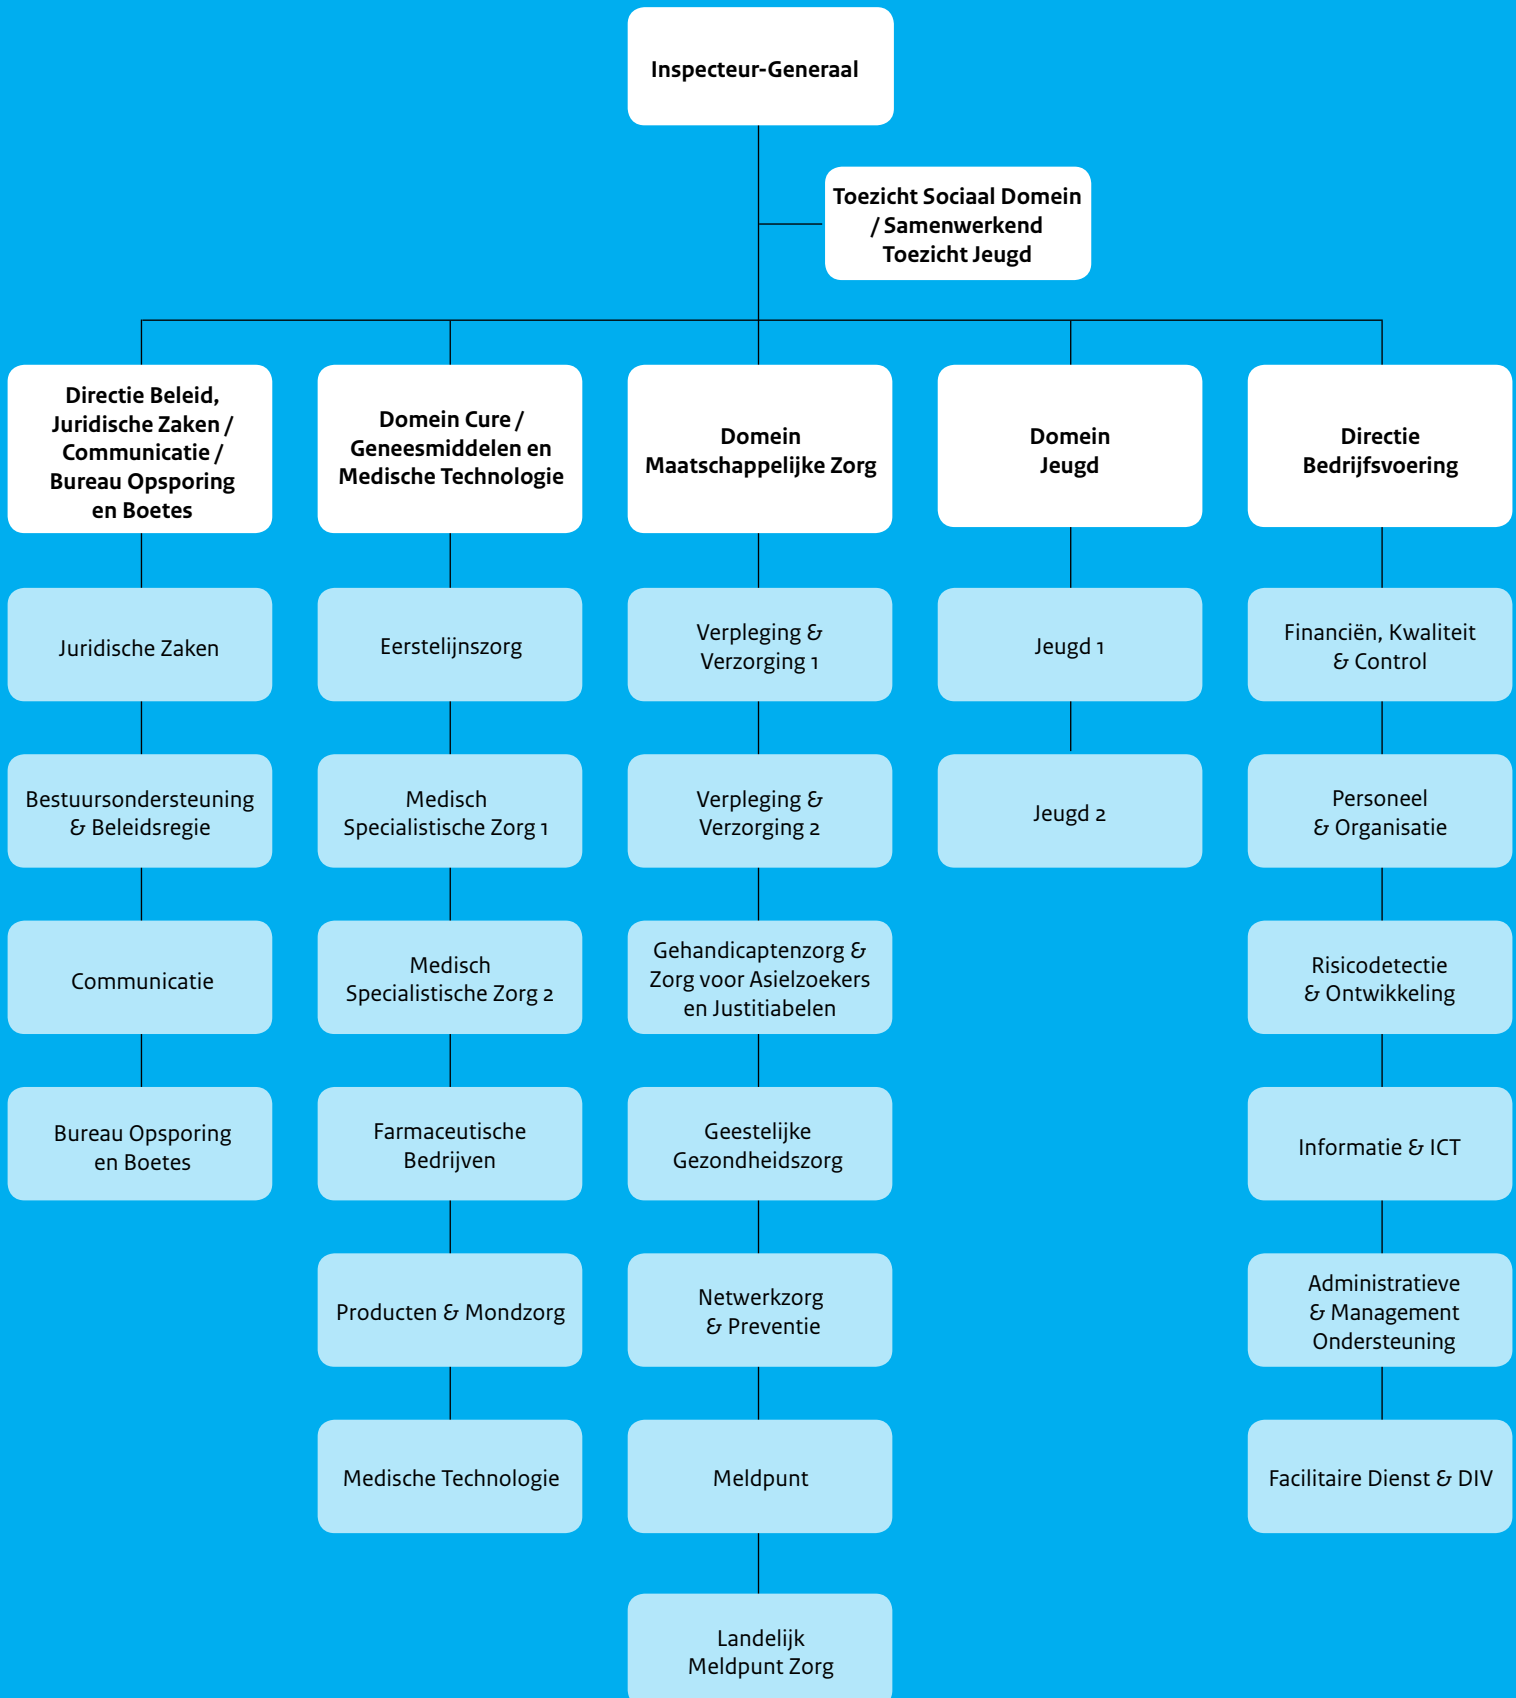 Inspecteur-Generaal
Toezicht Sociaal Domein
/ Samenwerkend
Toezicht Jeugd
Directie Beleid,
Juridische Zaken /
Communicatie /
Bureau Opsporing
en Boetes
Domein Cure /
Geneesmiddelen en
Medische Technologie
Domein
Maatschappelijke Zorg
Domein
Jeugd
Directie
Bedrijfsvoering
Juridische Zaken
Eerstelijnszorg
Verpleging &
Verzorging 1
Jeugd 1
Financiën, Kwaliteit
& Control
Bestuursondersteuning
& Beleidsregie
Medisch
Specialistische Zorg 1
Verpleging &
Verzorging 2
Jeugd 2
Personeel
& Organisatie
Communicatie
Medisch
Specialistische Zorg 2
Gehandicaptenzorg &
Zorg voor Asielzoekers
en Justitiabelen
Risicodetectie
& Ontwikkeling
Bureau Opsporing
en Boetes
Farmaceutische
Bedrijven
Geestelijke
Gezondheidszorg
Informatie & ICT
Producten & Mondzorg
Netwerkzorg
& Preventie
Administratieve
& Management
Ondersteuning
Medische Technologie
Meldpunt
Facilitaire Dienst & DIV
Landelijk
Meldpunt Zorg